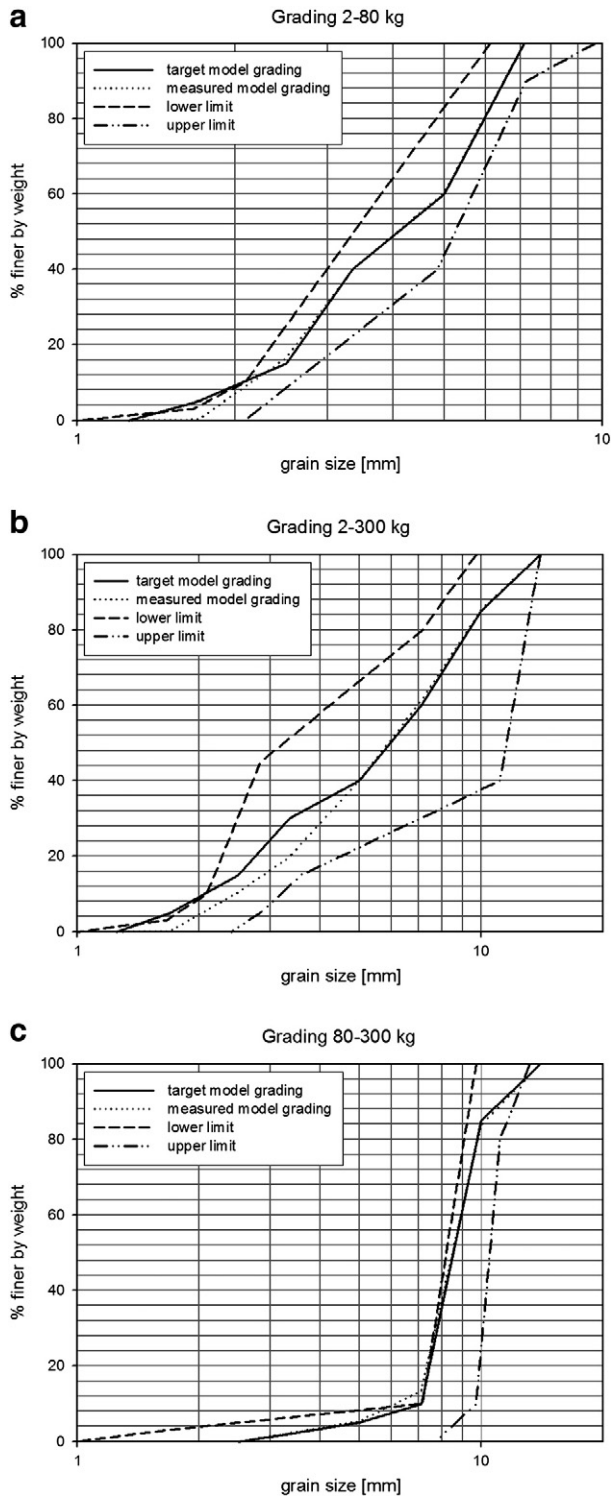 a
Grading 2-80 kg
100
80
60
40
20
0
% finer by weight
target model grading
measured model grading
lower limit
upper limit
1
10
grain size [mm]
b
Grading 2-300 kg
100
80
60
40
20
0
% finer by weight
target model grading
measured model grading
lower limit
upper limit
1
10
grain size [mm]
c
Grading 80-300 kg
100
80
60
40
20
0
% finer by weight
target model grading
measured model grading
lower limit
upper limit
1
10
grain size [mm]